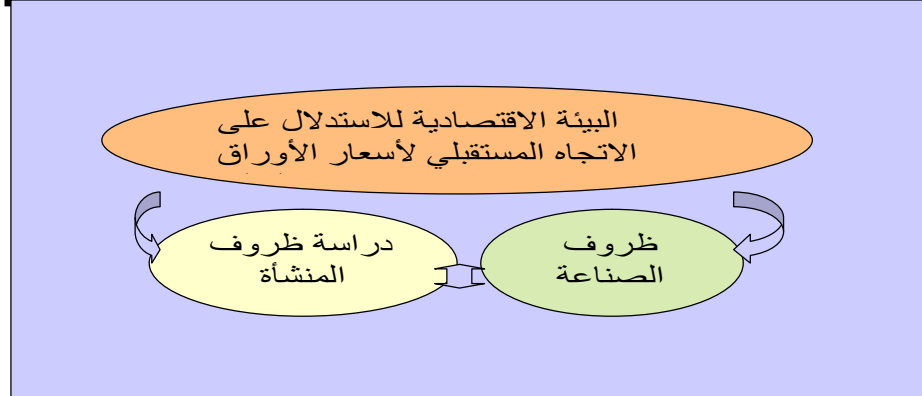 البيئة الاقتصادية للاستدلال على
الاتجاه المستقبلي لأسعار الأوراق
ظروف
الصناعة
دراسة ظروف
المنشأة